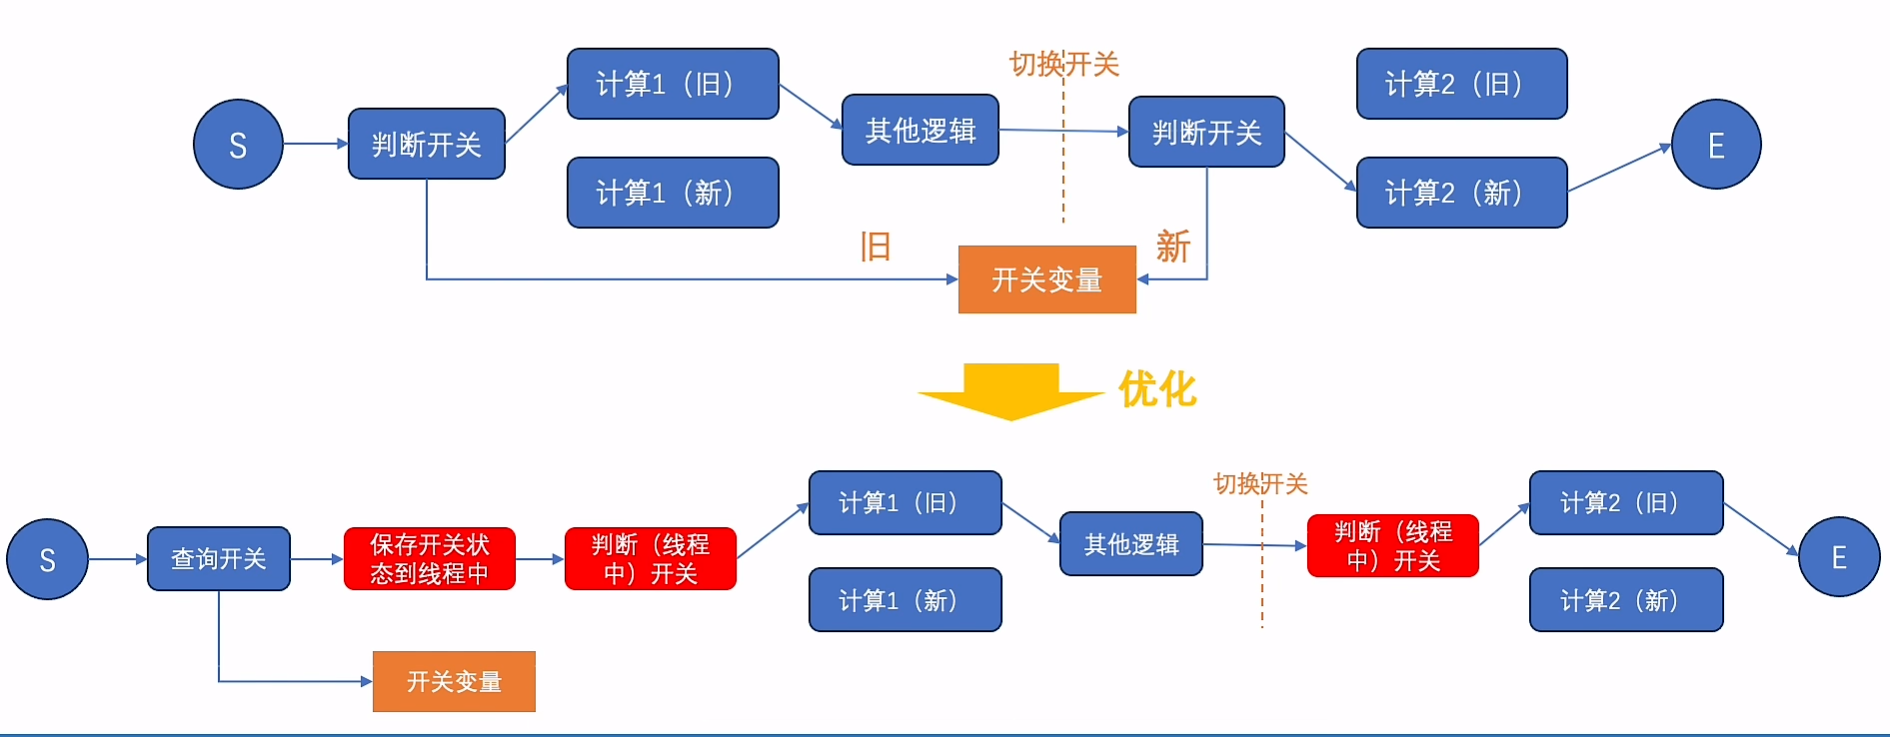 S
判断开关
计算1（旧）
计算1（新）
其他逻辑
切换开关
判断开关
计算2（旧）
计算2（新）
E
旧
新
开关变量
优化
S
查询开关
保存开关状
态到线程中
判断（线程
中）开关
计算1（旧）
计算1（新）
其他逻辑
切换开关
判断（线程
中）开关
计算2（旧）
计算2（新）
E
开关变量